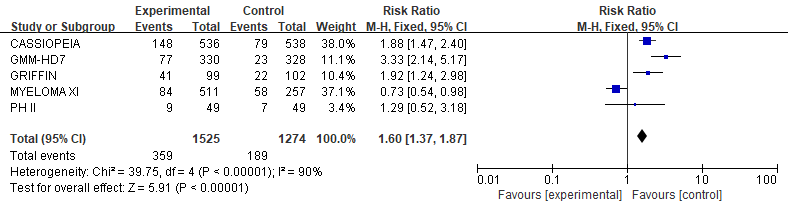 Experimental Control Risk Ratio Risk Ratio
Study or Subgroup Events Total Events Total Weight M-H, Fixed, 95% CI M-H, Fixed, 95% CI
CASSIOPEIA 148 536 79 538 38.0% 1.88 [1.47, 2.40]
GMM-HD7 77 330 23 328 11.1% 3.33 [2.14, 5.17]
GRIFFIN 41 99 22 102 10.4% 1.92 [1.24, 2.98]
MYELOMA XI 84 511 58 257 37.1% 0.73 [0.54, 0.98]
PH II 9 49 7 49 3.4% 1.29 [0.52, 3.18]
Total (95% CI) 1525 1274 100.0% 1.60 [1.37, 1.87]
Total events 359 189
Heterogeneity: Chi² = 39.75, df = 4 (P < 0.00001); I² = 90%
Test for overall effect: Z = 5.91 (P < 0.00001)
0.01 0.1 1 10 100
Favours [experimental] Favours [control]